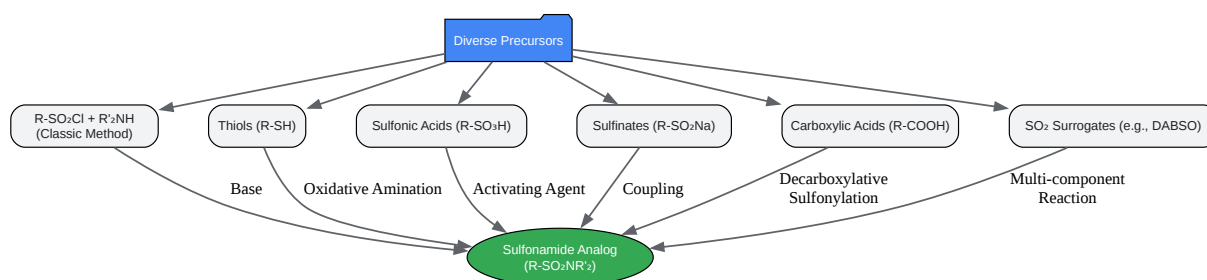 Diverse Precursors
R-SO₂Cl + R'₂NH
(Classic Method)
Thiols (R-SH)
Sulfonic Acids (R-SO₃H)
Sulfinates (R-SO₂Na)
Carboxylic Acids (R-COOH)
SO₂ Surrogates (e.g., DABSO)
Base
Oxidative Amination
Activating Agent
Coupling
Decarboxylative
Sulfonylation
Multi-component
Reaction
Sulfonamide Analog
(R-SO₂NR'₂)